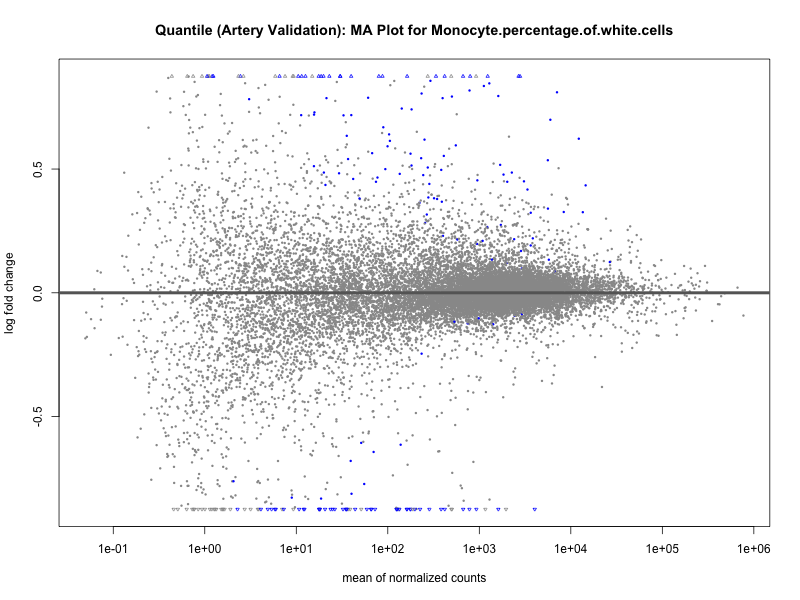 Quantile (Artery Validation): MA Plot for Monocyte.percentage.of.white.cells
log fold change
0.5
0.0
-0.5
1e-01 1e+00 1e+01 1e+02 1e+03 1e+04 1e+05 1e+06
mean of normalized counts